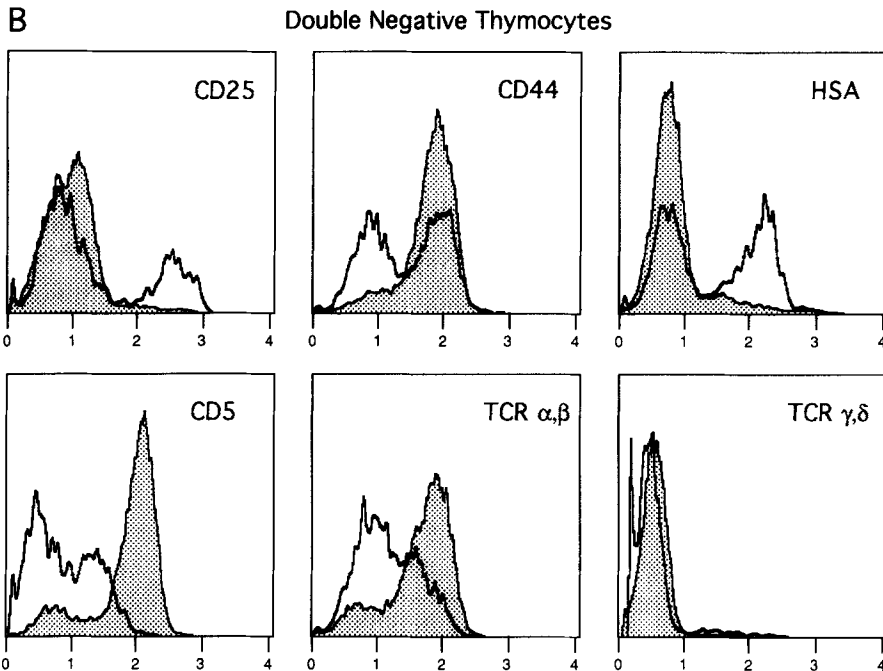 B
Double Negative Thymocytes
CD25
CD44
HSA
0 1 2 3 4
0 1 2 3 4
0 1 2 3 4
CD5
TCR α,β
TCR γ,δ
0 1 2 3 4
0 1 2 3 4
0 1 2 3 4